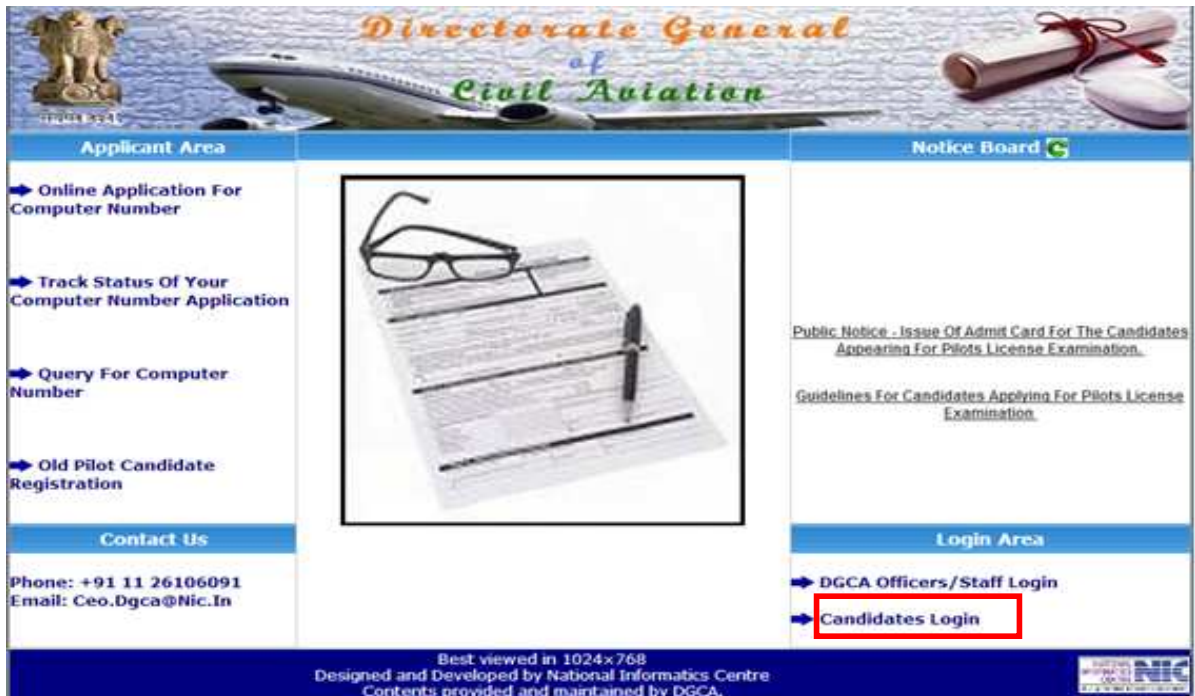 Directorate General
of
Civil Aviation
Applicant Area
Online Application For
Computer Number
Track Status Of Your
Computer Number Application
Query For Computer
Number
Old Pilot Candidate
Registration
Contact Us
Phone: +91 11 26106091
Email: Ceo.Dgca@Nic.In
Notice Board
Public Notice - Issue Of Admit Card For The Candidates
Appearing For Pilots License Examination.
Guidelines For Candidates Applying For Pilots License
Examination.
Login Area
DGCA Officers/Staff Login
Candidates Login
Best viewed in 1024x768
Designed and Developed by National Informatics Centre
Contents provided and maintained by DGCA.
NIC